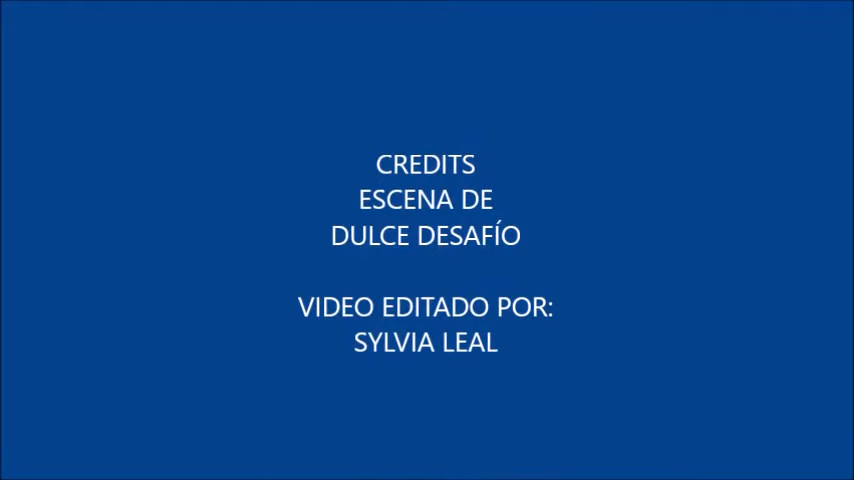 CREDITS
ESCENA DE
DULCE DESAFÍO
VIDEO EDITADO POR:
SYLVIA LEAL